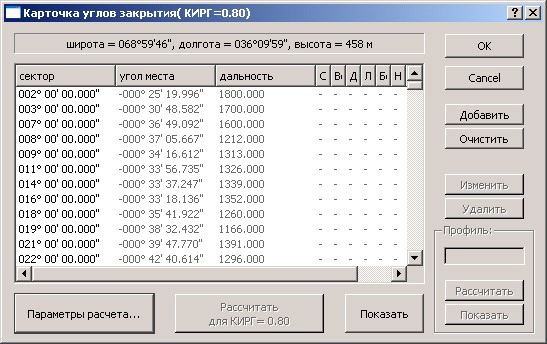 Карточка углов закрытия( КИРГ=0.80)
широта = 068°59'46", долгота = 036°09'59", высота = 458 м
сектор угол места дальность С Во Д Л Бо Н
002° 00' 00.000" -000° 25' 19.996" 1800.000 - - - - - -
003° 00' 00.000" -000° 30' 48.582" 1700.000 - - - - - -
007° 00' 00.000" -000° 36' 49.092" 1600.000 - - - - - -
008° 00' 00.000" -000° 37' 05.667" 1212.000 - - - - - -
009° 00' 00.000" -000° 34' 16.612" 1313.000 - - - - - -
011° 00' 00.000" -000° 33' 56.735" 1326.000 - - - - - -
014° 00' 00.000" -000° 33' 37.247" 1339.000 - - - - - -
016° 00' 00.000" -000° 33' 18.136" 1352.000 - - - - - -
018° 00' 00.000" -000° 35' 41.922" 1260.000 - - - - - -
019° 00' 00.000" -000° 38' 32.432" 1166.000 - - - - - -
021° 00' 00.000" -000° 39' 47.770" 1391.000 - - - - - -
022° 00' 00.000" -000° 42' 40.614" 1296.000 - - - - - -
OK
Cancel
Добавить
Очистить
Изменить
Удалить
Профиль:
Рассчитать
Показать
Параметры расчета...
Рассчитать
для КИРГ= 0.80
Показать